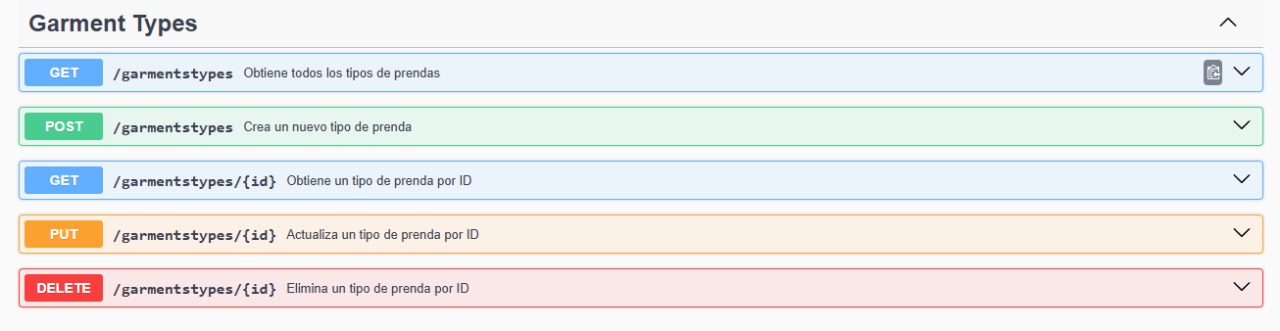 Garment Types
GET /garmentstypes Obtiene todos los tipos de prendas
POST /garmentstypes Crea un nuevo tipo de prenda
GET /garmentstypes/{id} Obtiene un tipo de prenda por ID
PUT /garmentstypes/{id} Actualiza un tipo de prenda por ID
DELETE /garmentstypes/{id} Elimina un tipo de prenda por ID